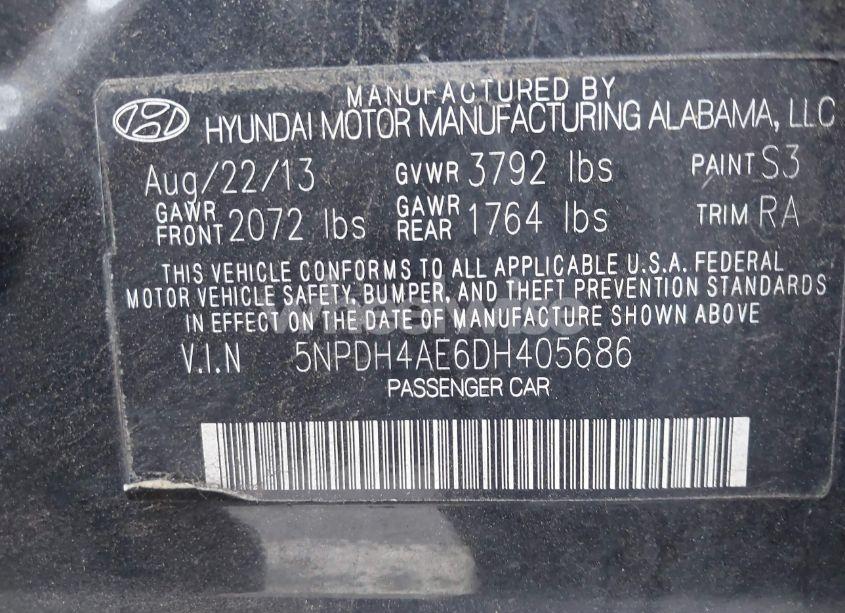 MANUFACTURED BY
HYUNDAI MOTOR MANUFACTURING ALABAMA, LLC
Aug/22/13 GVWR 3792 lbs PAINT S3
GAWR FRONT 2072 lbs GAWR REAR 1764 lbs TRIM RA
THIS VEHICLE CONFORMS TO ALL APPLICABLE U.S.A. FEDERAL
MOTOR VEHICLE SAFETY, BUMPER, AND THEFT PREVENTION STANDARDS
IN EFFECT ON THE DATE OF MANUFACTURE SHOWN ABOVE
V.I.N 5NPDH4AE6DH405686
PASSENGER CAR